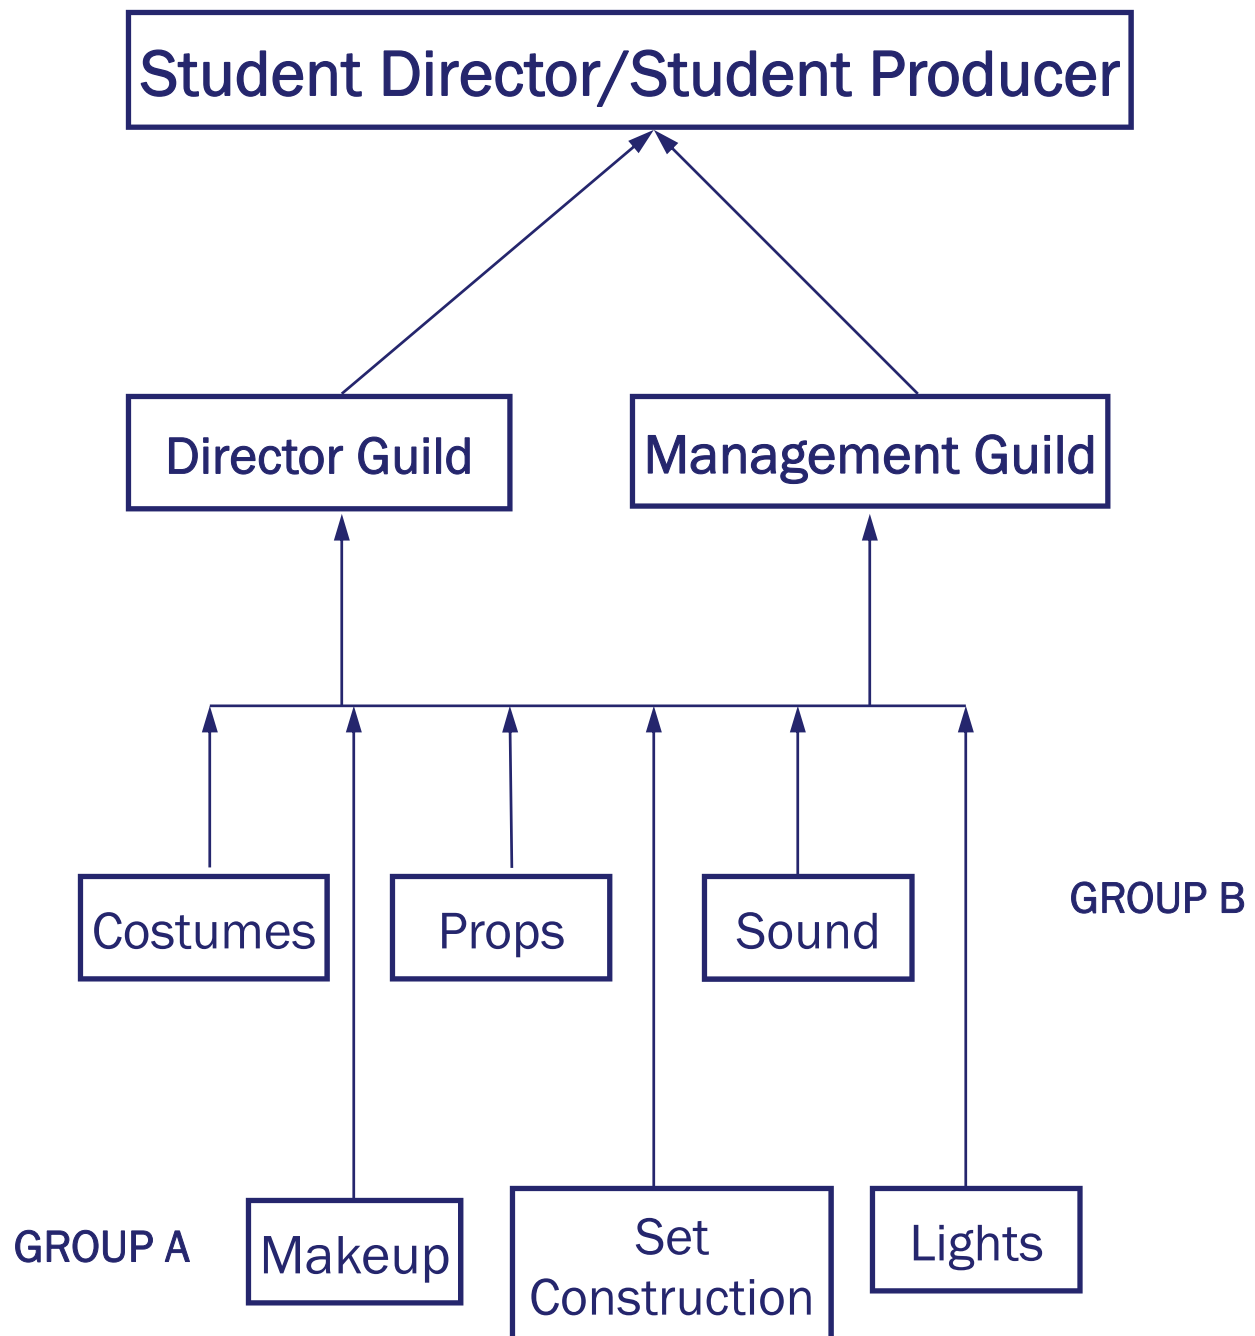 Student Director/Student Producer
Director Guild
Management Guild
Costumes
Props
Sound
GROUP B
GROUP A
Makeup
Set
Construction
Lights